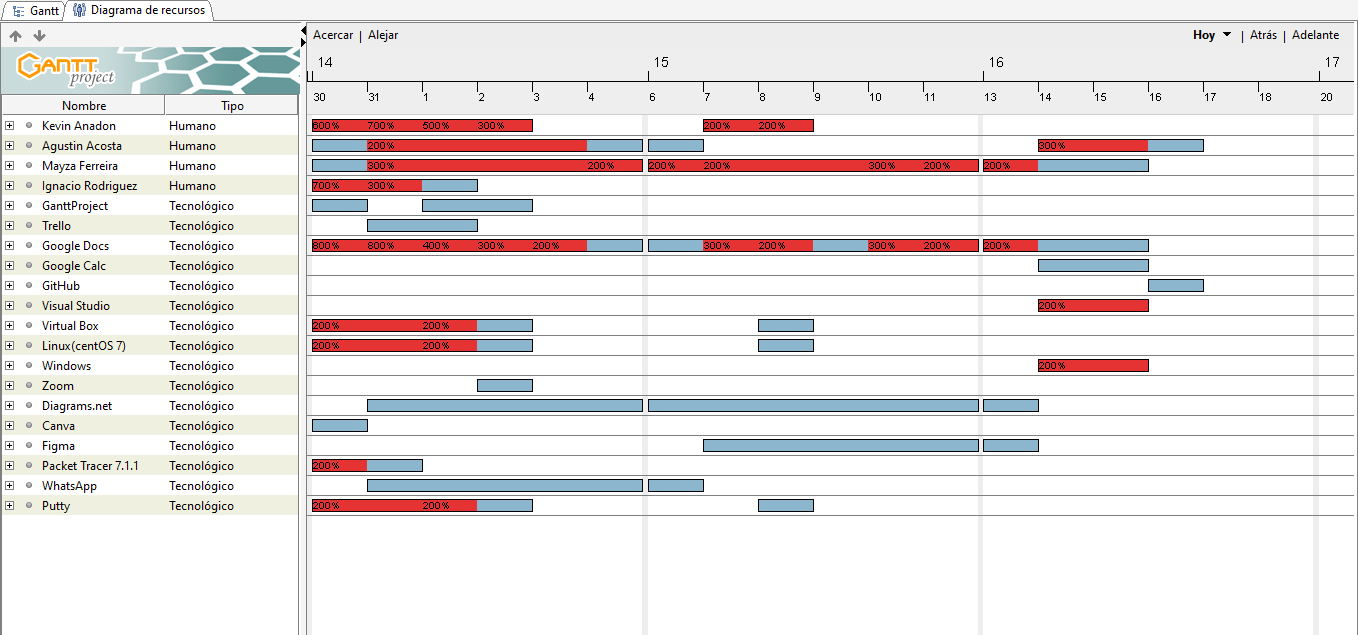 Gantt Diagrama de recursos
Acercar | Alejar Hoy | Atrás | Adelante
GANTT project
14 15 16 17
Nombre Tipo 30 31 1 2 3 4 6 7 8 9 10 11 13 14 15 16 17 18 20
Kevin Anadon Humano 800% 700% 500% 300% 200% 200%
Agustin Acosta Humano 200% 300%
Mayza Ferreira Humano 300% 200% 200% 200% 300% 200% 200%
Ignacio Rodriguez Humano 700% 300%
GanttProject Tecnológico
Trello Tecnológico
Google Docs Tecnológico 800% 800% 400% 300% 200% 300% 200% 300% 200% 200%
Google Calc Tecnológico
GitHub Tecnológico
Visual Studio Tecnológico 200%
Virtual Box Tecnológico 200% 200%
Linux(centOS 7) Tecnológico 200% 200%
Windows Tecnológico 200%
Zoom Tecnológico
Diagrams.net Tecnológico
Canva Tecnológico
Figma Tecnológico
Packet Tracer 7.1.1 Tecnológico 200%
WhatsApp Tecnológico
Putty Tecnológico 200% 200%